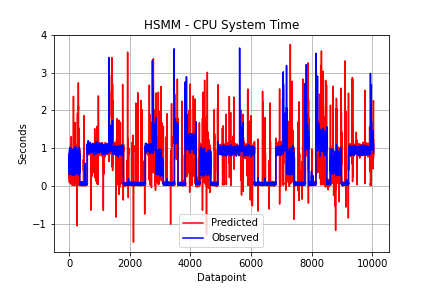 HSMM - CPU System Time
4
3
2
1
0
−1
Seconds
Predicted
Observed
0
2000
4000
6000
8000
10000
Datapoint